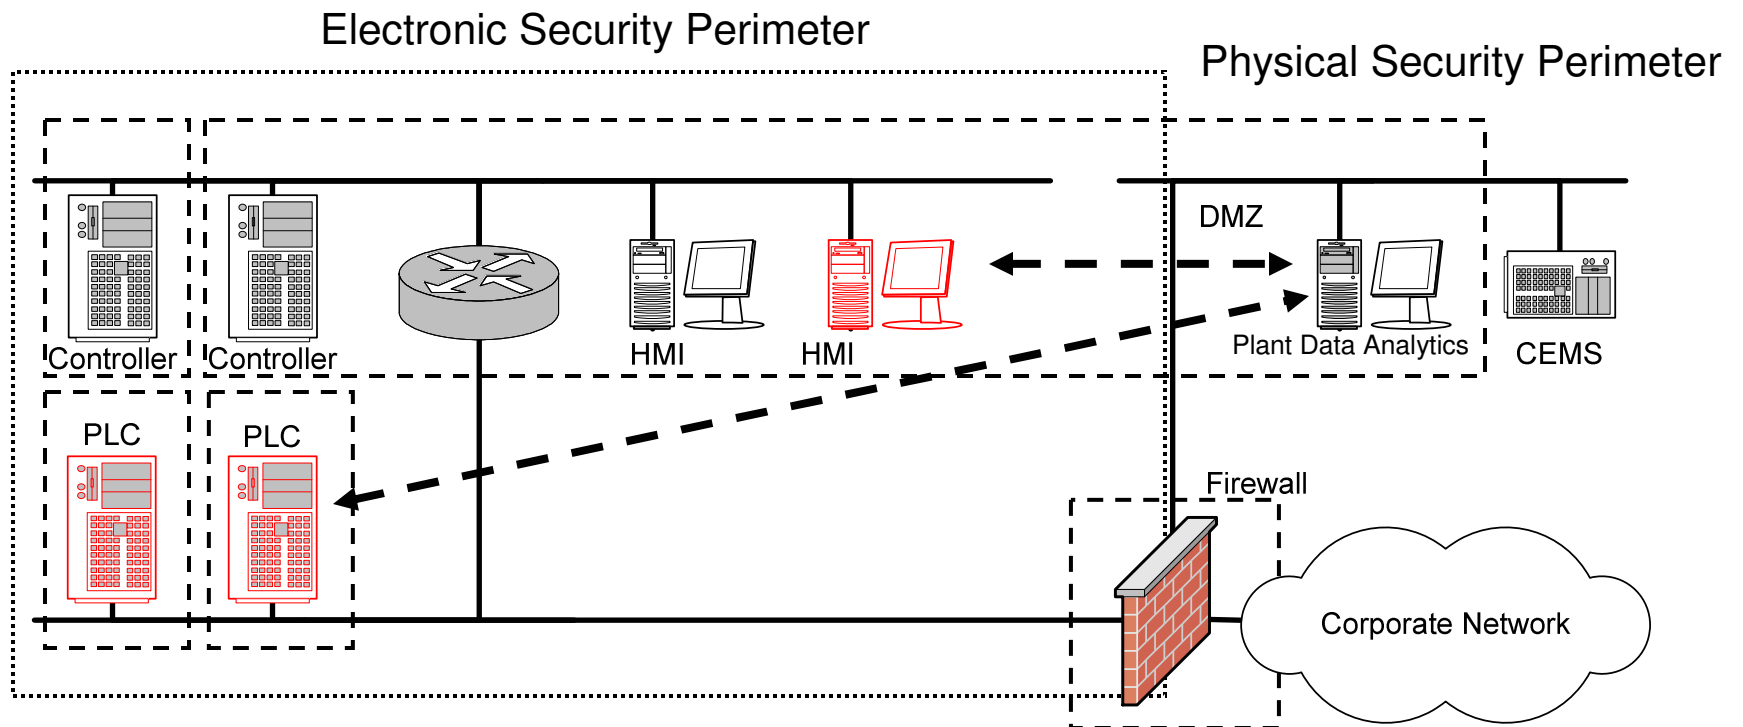 Electronic Security Perimeter
Physical Security Perimeter
DMZ
Controller
Controller
HMI
HMI
Plant Data Analytics
CEMS
PLC
PLC
Firewall
Corporate Network